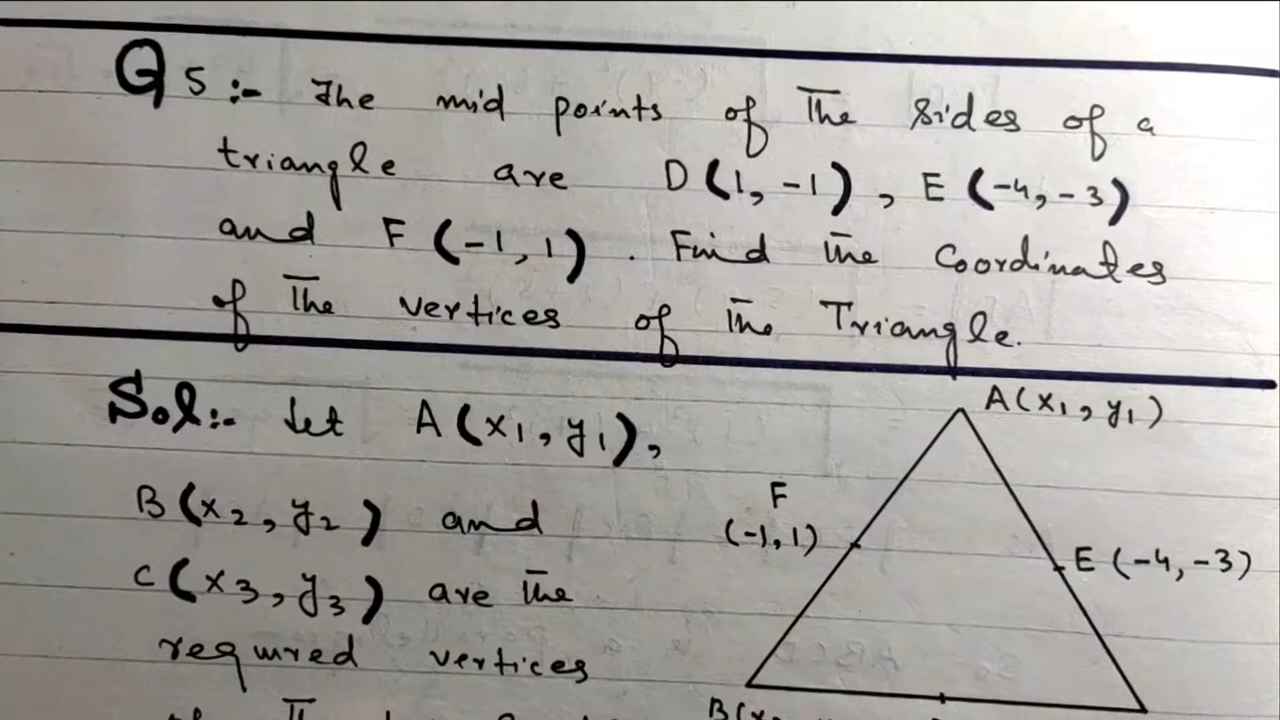 Q5:- The mid points of The sides of a
triangle are D(1, -1), E(-4, -3)
and F(-1, 1). Find the Coordinates
of The vertices of the Triangle.
Sol:- Let A(x1, y1),
B(x2, y2) and
C(x3, y3) are the
required vertices
A(x1, y1)
F
(-1, 1)
E(-4, -3)